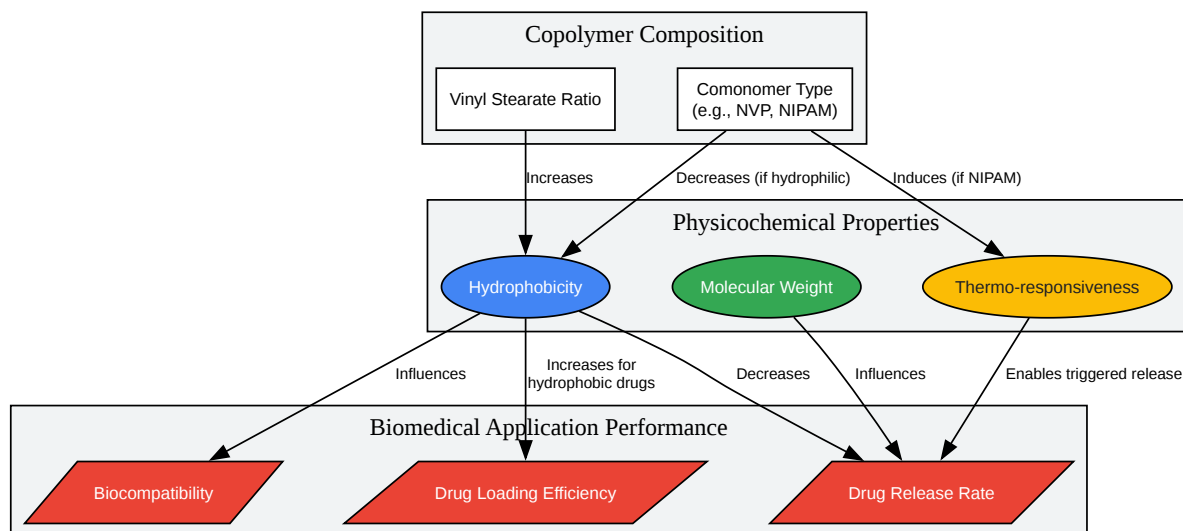 Copolymer Composition
Vinyl Stearate Ratio
Comonomer Type
(e.g., NVP, NIPAM)
Increases
Decreases (if hydrophilic)
Induces (if NIPAM)
Physicochemical Properties
Hydrophobicity
Molecular Weight
Thermo-responsiveness
Influences
Increases for
hydrophobic drugs
Decreases
Influences
Enables triggered release
Biomedical Application Performance
Biocompatibility
Drug Loading Efficiency
Drug Release Rate